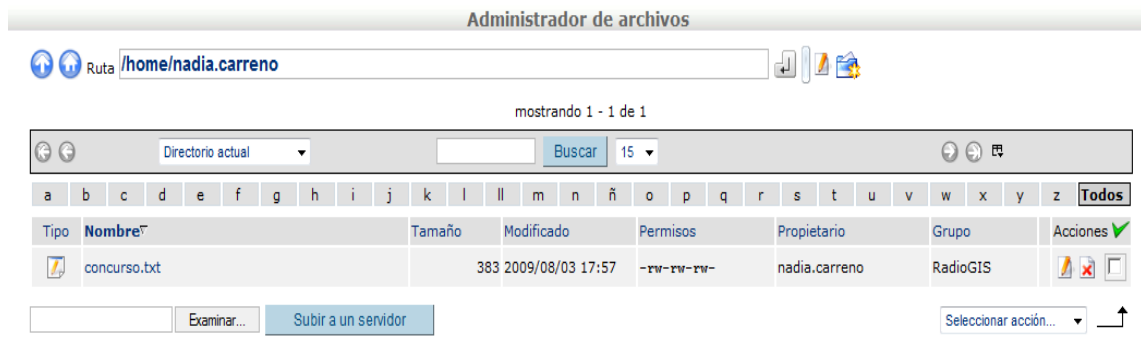 Administrador de archivos
Ruta /home/nadia.carreno
mostrando 1 - 1 de 1
Directorio actual Buscar 15
a b c d e f g h i j k l ll m n ñ o p q r s t u v w x y z Todos
Tipo Nombre Tamaño Modificado Permisos Propietario Grupo Acciones
concurso.txt 383 2009/08/03 17:57 -rw-rw-rw- nadia.carreno RadioGIS
Examinar... Subir a un servidor Seleccionar acción...